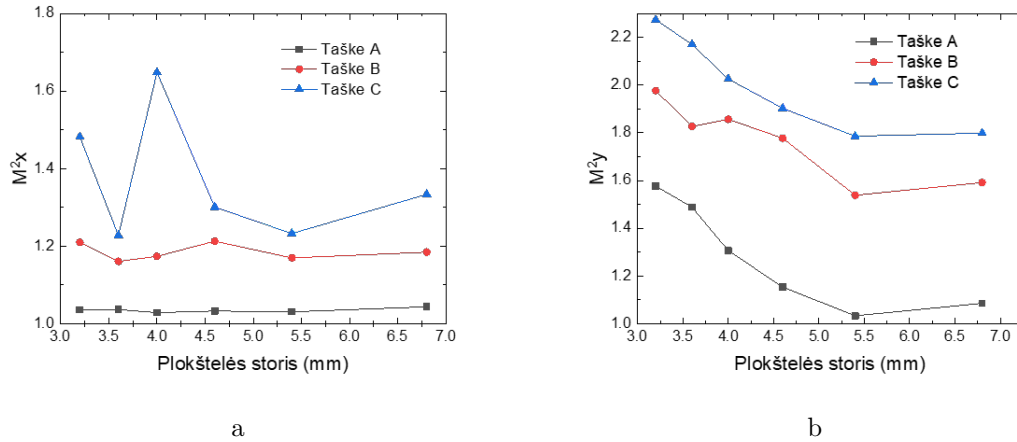 1.8
1.6
1.4
1.2
1.0
M²x
3.0 3.5 4.0 4.5 5.0 5.5 6.0 6.5 7.0
Plokštelės storis (mm)
Taške A
Taške B
Taške C
a
2.2
2.0
1.8
1.6
1.4
1.2
1.0
M²y
3.0 3.5 4.0 4.5 5.0 5.5 6.0 6.5 7.0
Plokštelės storis (mm)
Taške A
Taške B
Taške C
b